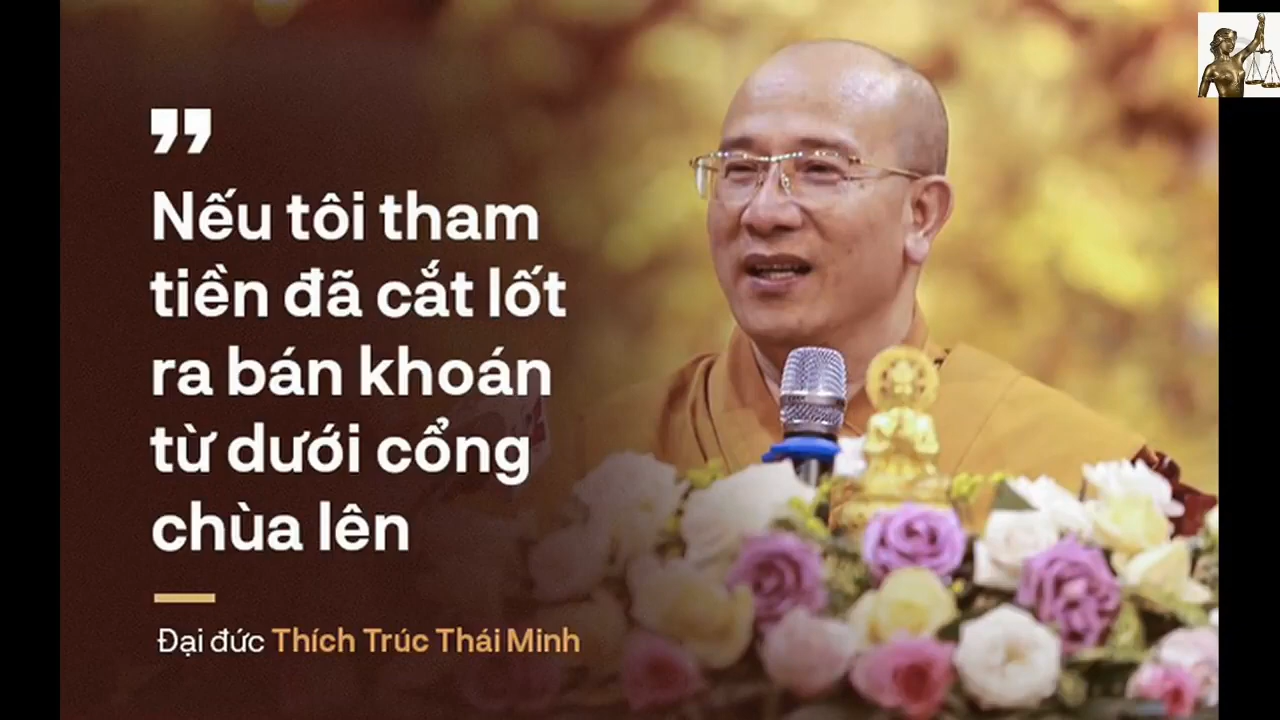 ”
Nếu tôi tham
tiền đã cắt lốt
ra bán khoán
từ dưới cổng
chùa lên
Đại đức Thích Trúc Thái Minh